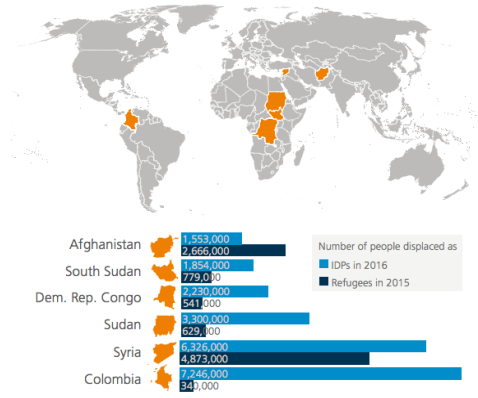 Afghanistan
1,553,000
2,666,000
South Sudan
1,854,000
779,000
Dem. Rep. Congo
2,230,000
541,000
Sudan
3,300,000
629,000
Syria
6,326,000
4,873,000
Colombia
7,246,000
340,000
Number of people displaced as
IDPs in 2016
Refugees in 2015